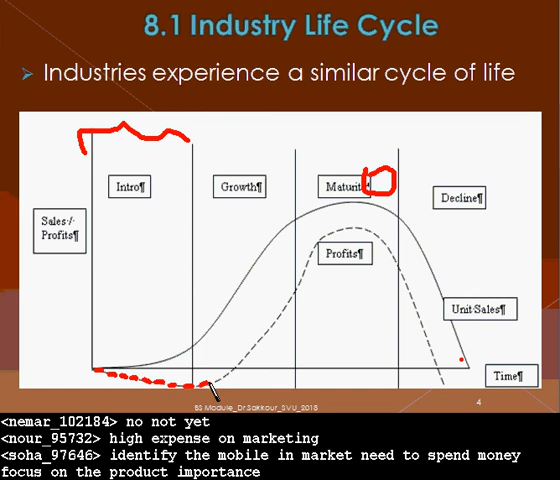 8.1 Industry Life Cycle
Industries experience a similar cycle of life
Intro¶
Growth¶
Maturit
Decline¶
Sales·/·
Profits¶
Profits¶
Unit·Sales¶
Time¶
BS Module_Dr.Sakkour_SVU_2018
4
<nemar_102184> no not yet
<nour_95732> high expense on marketing
<soha_97646> identify the mobile in market need to spend money
focus on the product importance